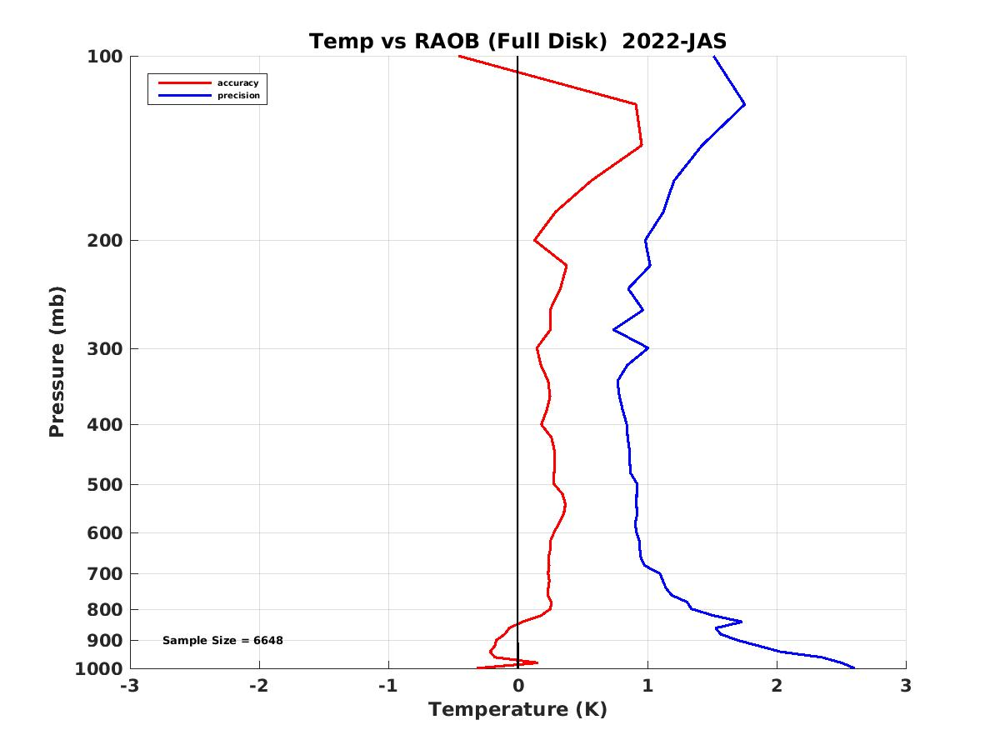 Temp vs RAOB (Full Disk)  2022-JAS
accuracy
precision
Pressure (mb)
100
200
300
400
500
600
700
800
900
1000
Sample Size = 6648
-3
-2
-1
0
1
2
3
Temperature (K)